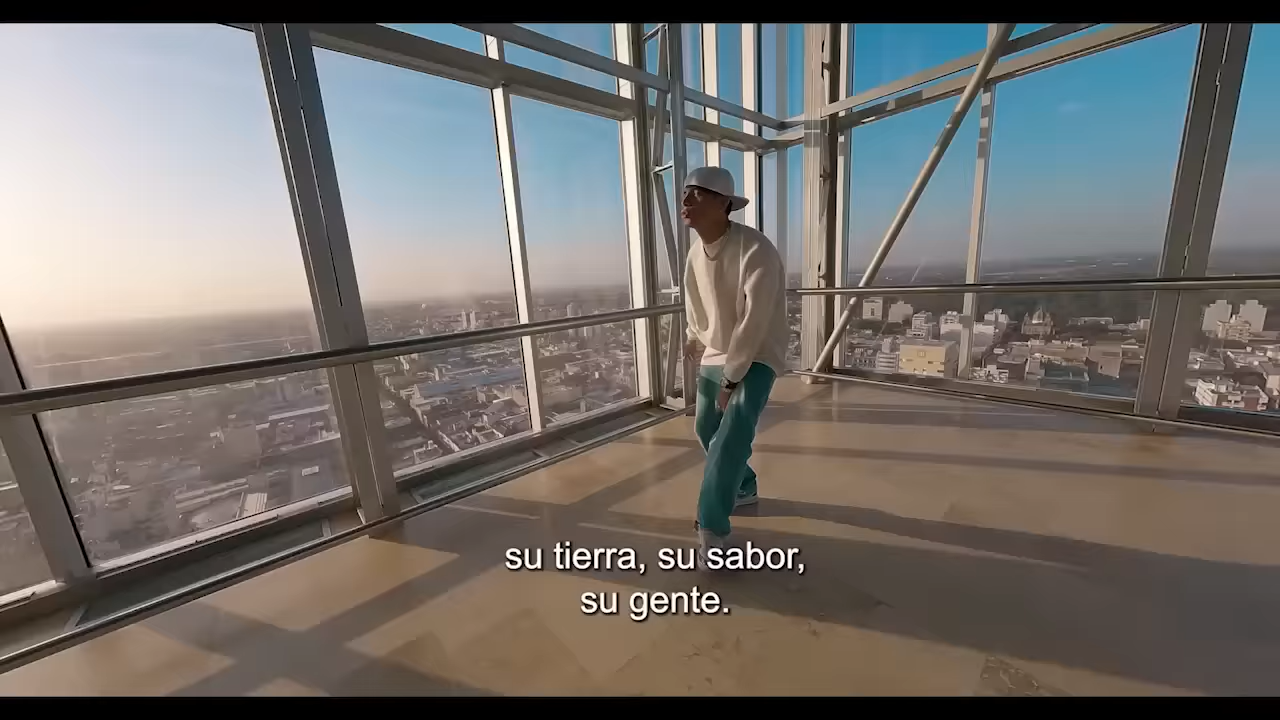 su tierra, su sabor,
su gente.